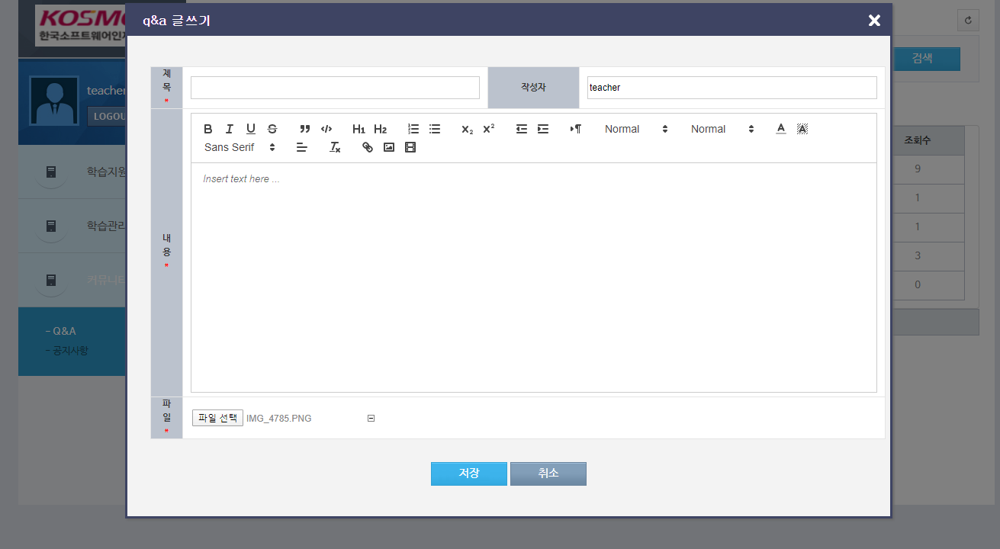 KOSMO
한국소프트웨어인재
q&a 글쓰기
검색
teacher
LOGOU
학습지원
학습관리
커뮤니티
- Q&A
- 공지사항
조회수
9
1
1
3
0
제목 *
작성자
teacher
내용 *
B I U S H1 H2 X2 X2 Normal Normal A A
Sans Serif Tx
Insert text here ...
파일 *
파일 선택 IMG_4785.PNG
저장 취소